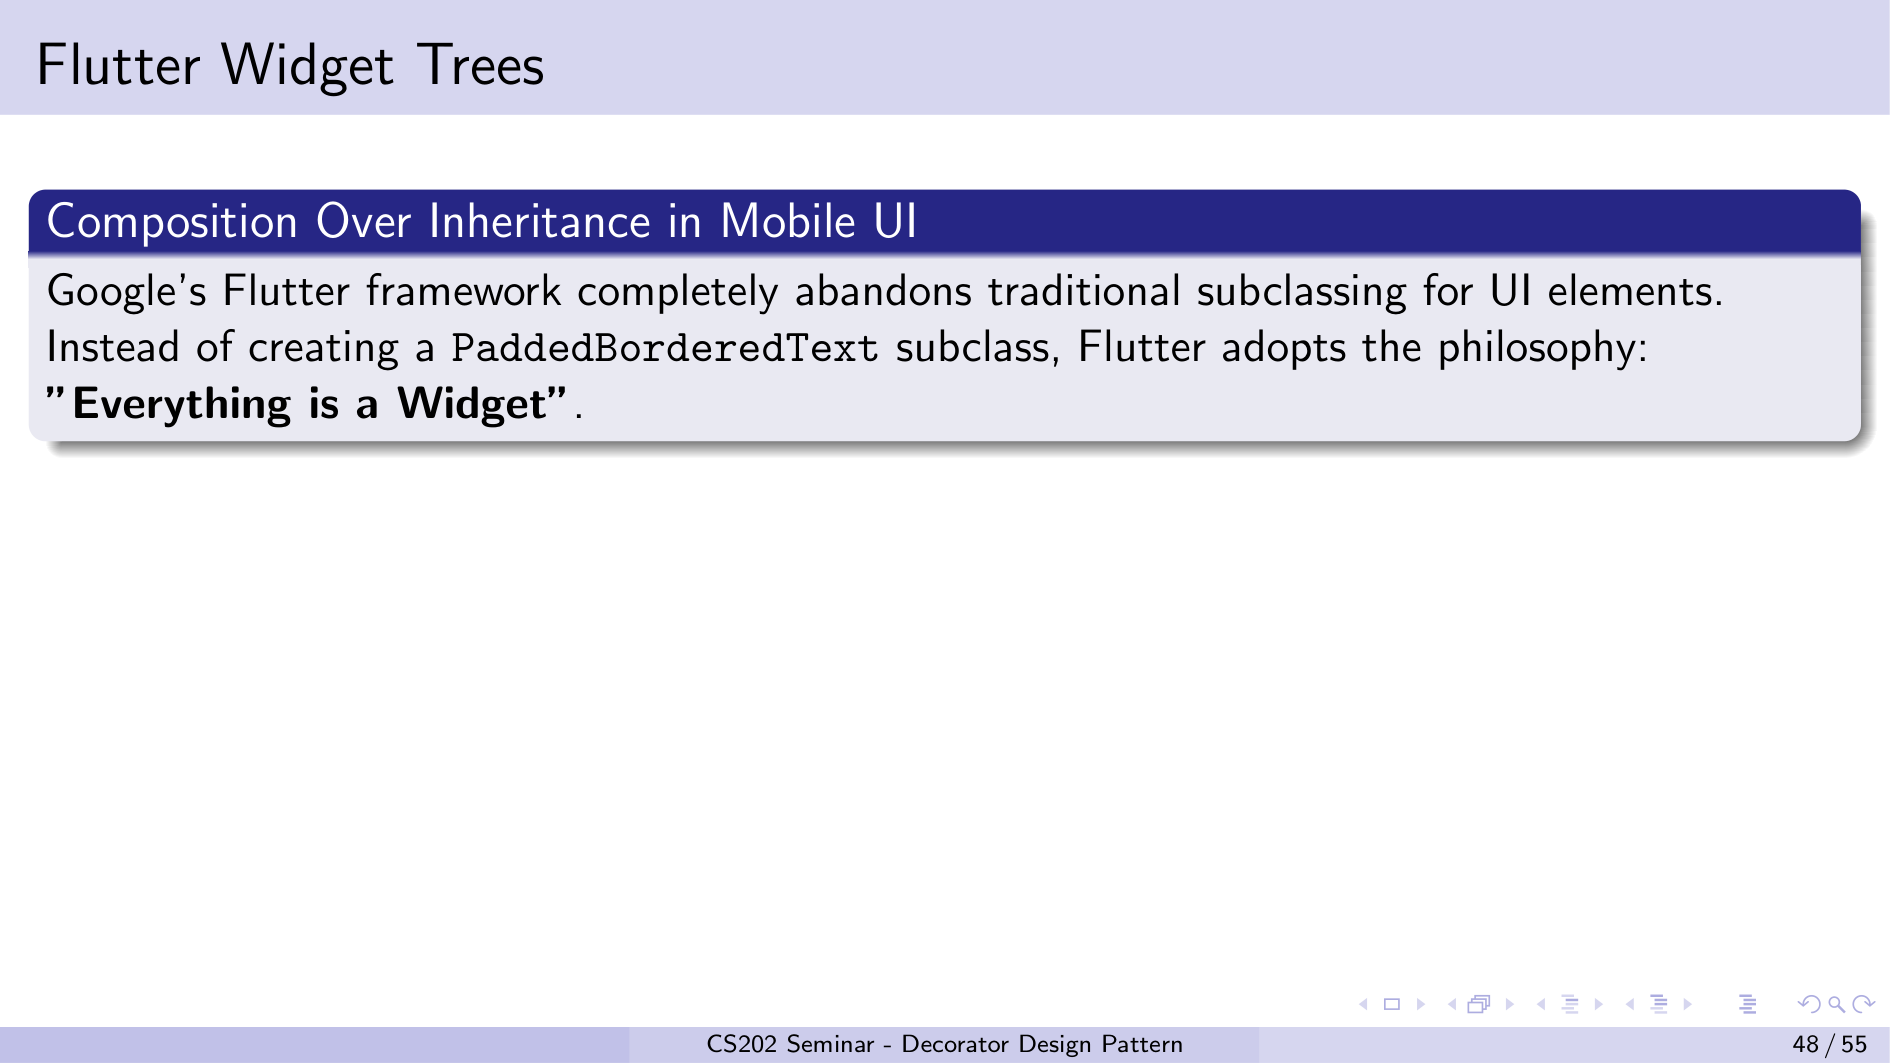 Flutter Widget Trees
Composition Over Inheritance in Mobile UI
Google’s Flutter framework completely abandons traditional subclassing for UI elements.
Instead of creating a PaddedBorderedText subclass, Flutter adopts the philosophy:
”Everything is a Widget”.
CS202 Seminar - Decorator Design Pattern
48 / 55